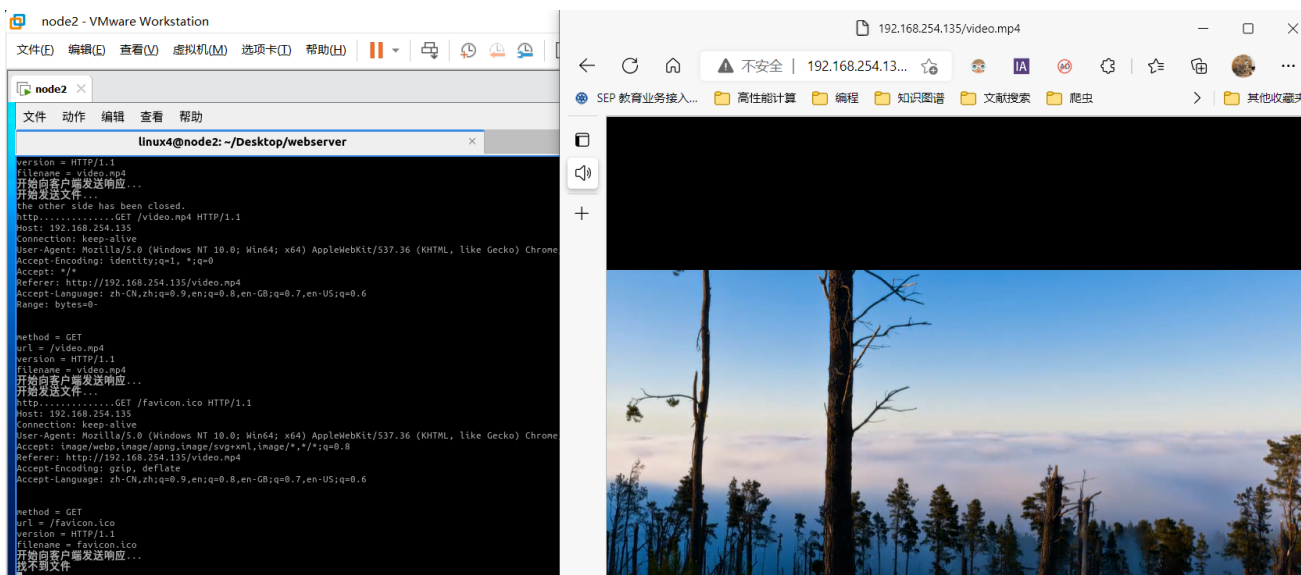 node2 - VMware Workstation
文件(F) 编辑(E) 查看(V) 虚拟机(M) 选项卡(T) 帮助(H)
node2
文件 动作 编辑 查看 帮助
linux4@node2: ~/Desktop/webserver
version = HTTP/1.1
filename = video.mp4
开始向客户端发送响应...
开始发送文件...
the other side has been closed.
http..............GET /video.mp4 HTTP/1.1
Host: 192.168.254.135
Connection: keep-alive
User-Agent: Mozilla/5.0 (Windows NT 10.0; Win64; x64) AppleWebKit/537.36 (KHTML, like Gecko) Chrome
Accept-Encoding: identity;q=1, *;q=0
Accept: */*
Referer: http://192.168.254.135/video.mp4
Accept-Language: zh-CN,zh;q=0.9,en;q=0.8,en-GB;q=0.7,en-US;q=0.6
Range: bytes=0-
method = GET
url = /video.mp4
version = HTTP/1.1
filename = video.mp4
开始向客户端发送响应...
开始发送文件...
http..............GET /favicon.ico HTTP/1.1
Host: 192.168.254.135
Connection: keep-alive
User-Agent: Mozilla/5.0 (Windows NT 10.0; Win64; x64) AppleWebKit/537.36 (KHTML, like Gecko) Chrome
Accept: image/webp,image/apng,image/svg+xml,image/*,*/*;q=0.8
Referer: http://192.168.254.135/video.mp4
Accept-Encoding: gzip, deflate
Accept-Language: zh-CN,zh;q=0.9,en;q=0.8,en-GB;q=0.7,en-US;q=0.6
method = GET
url = /favicon.ico
version = HTTP/1.1
filename = favicon.ico
开始向客户端发送响应...
找不到文件
192.168.254.135/video.mp4
不安全 | 192.168.254.13...
IA
SEP 教育业务接入... 高性能计算 编程 知识图谱 文献搜索 爬虫 其他收藏夹